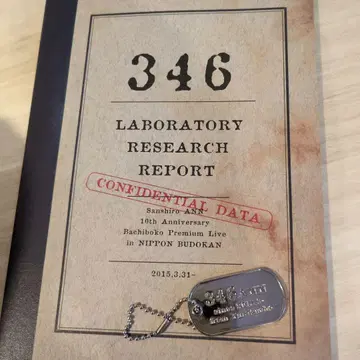 346
LABORATORY
RESEARCH
REPORT
CONFIDENTIAL DATA
Sanshiro ANN
10th Anniversary
Bachiboko Premium Live
in NIPPON BUDOKAN
2015,3,31~
346